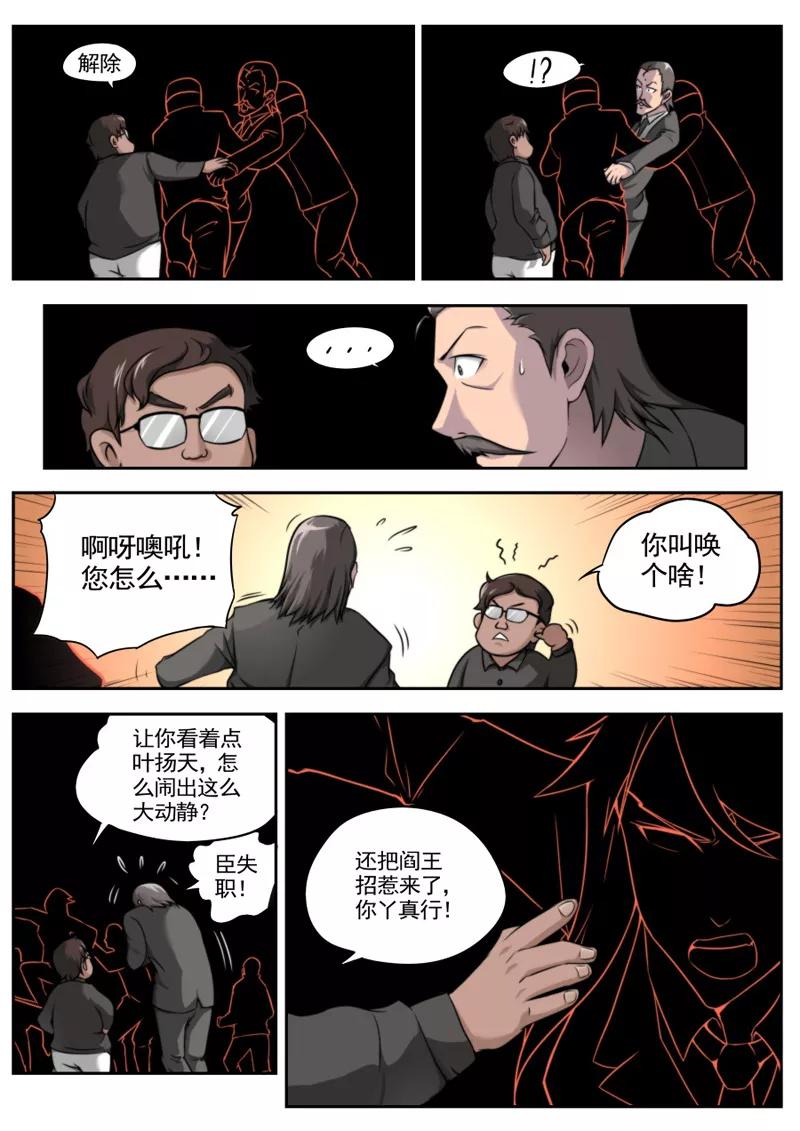 解除
!?
...
啊呀噢吼！
您怎么……
你叫唤
个啥！
让你看着点
叶扬天，怎
么闹出这么
大动静？
臣失
职！
还把阎王
招惹来了，
你丫真行！